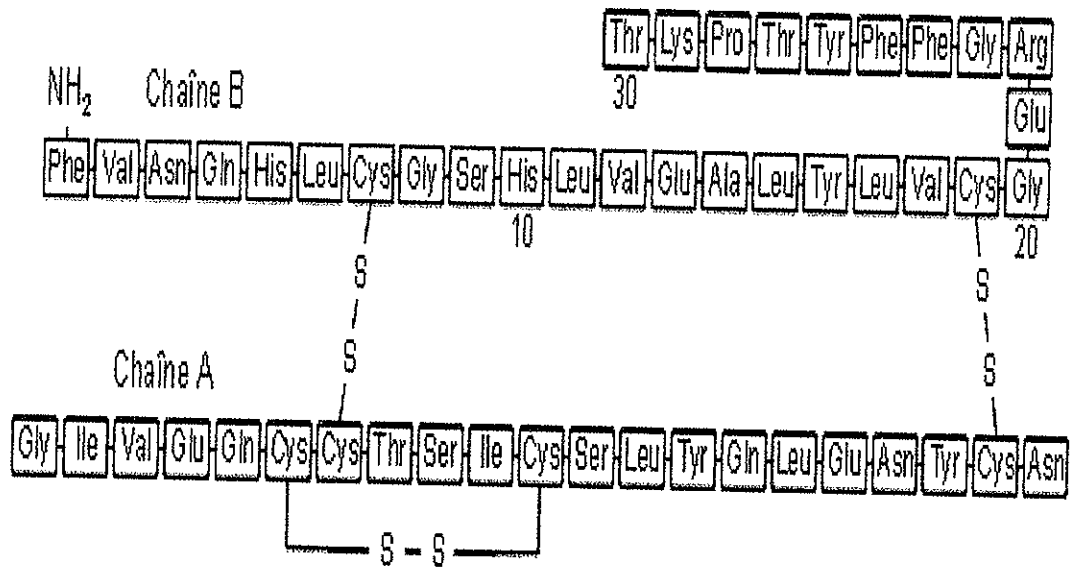 Thr Lys Pro Thr Tyr Phe Phe Gly Arg
30
NH₂ Chaîne B
Glu
Phe Val Asn Gln His Leu Cys Gly Ser His Leu Val Glu Ala Leu Tyr Leu Val Cys Gly
10 20
S S
S S
Chaîne A
Gly Ile Val Glu Gln Cys Cys Thr Ser Ile Cys Ser Leu Tyr Gln Leu Glu Asn Tyr Cys Asn
S – S